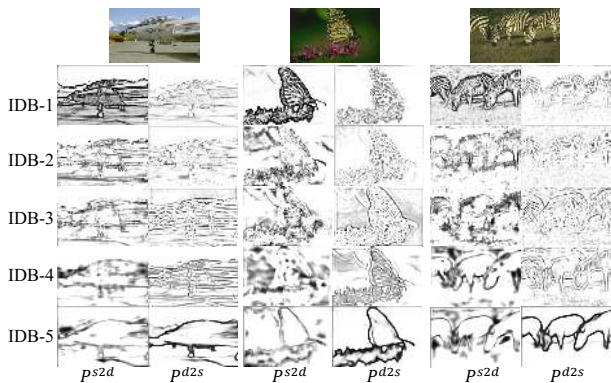 IDB-1
IDB-2
IDB-3
IDB-4
IDB-5
P^{s2d} P^{d2s} P^{s2d} P^{d2s} P^{s2d} P^{d2s}